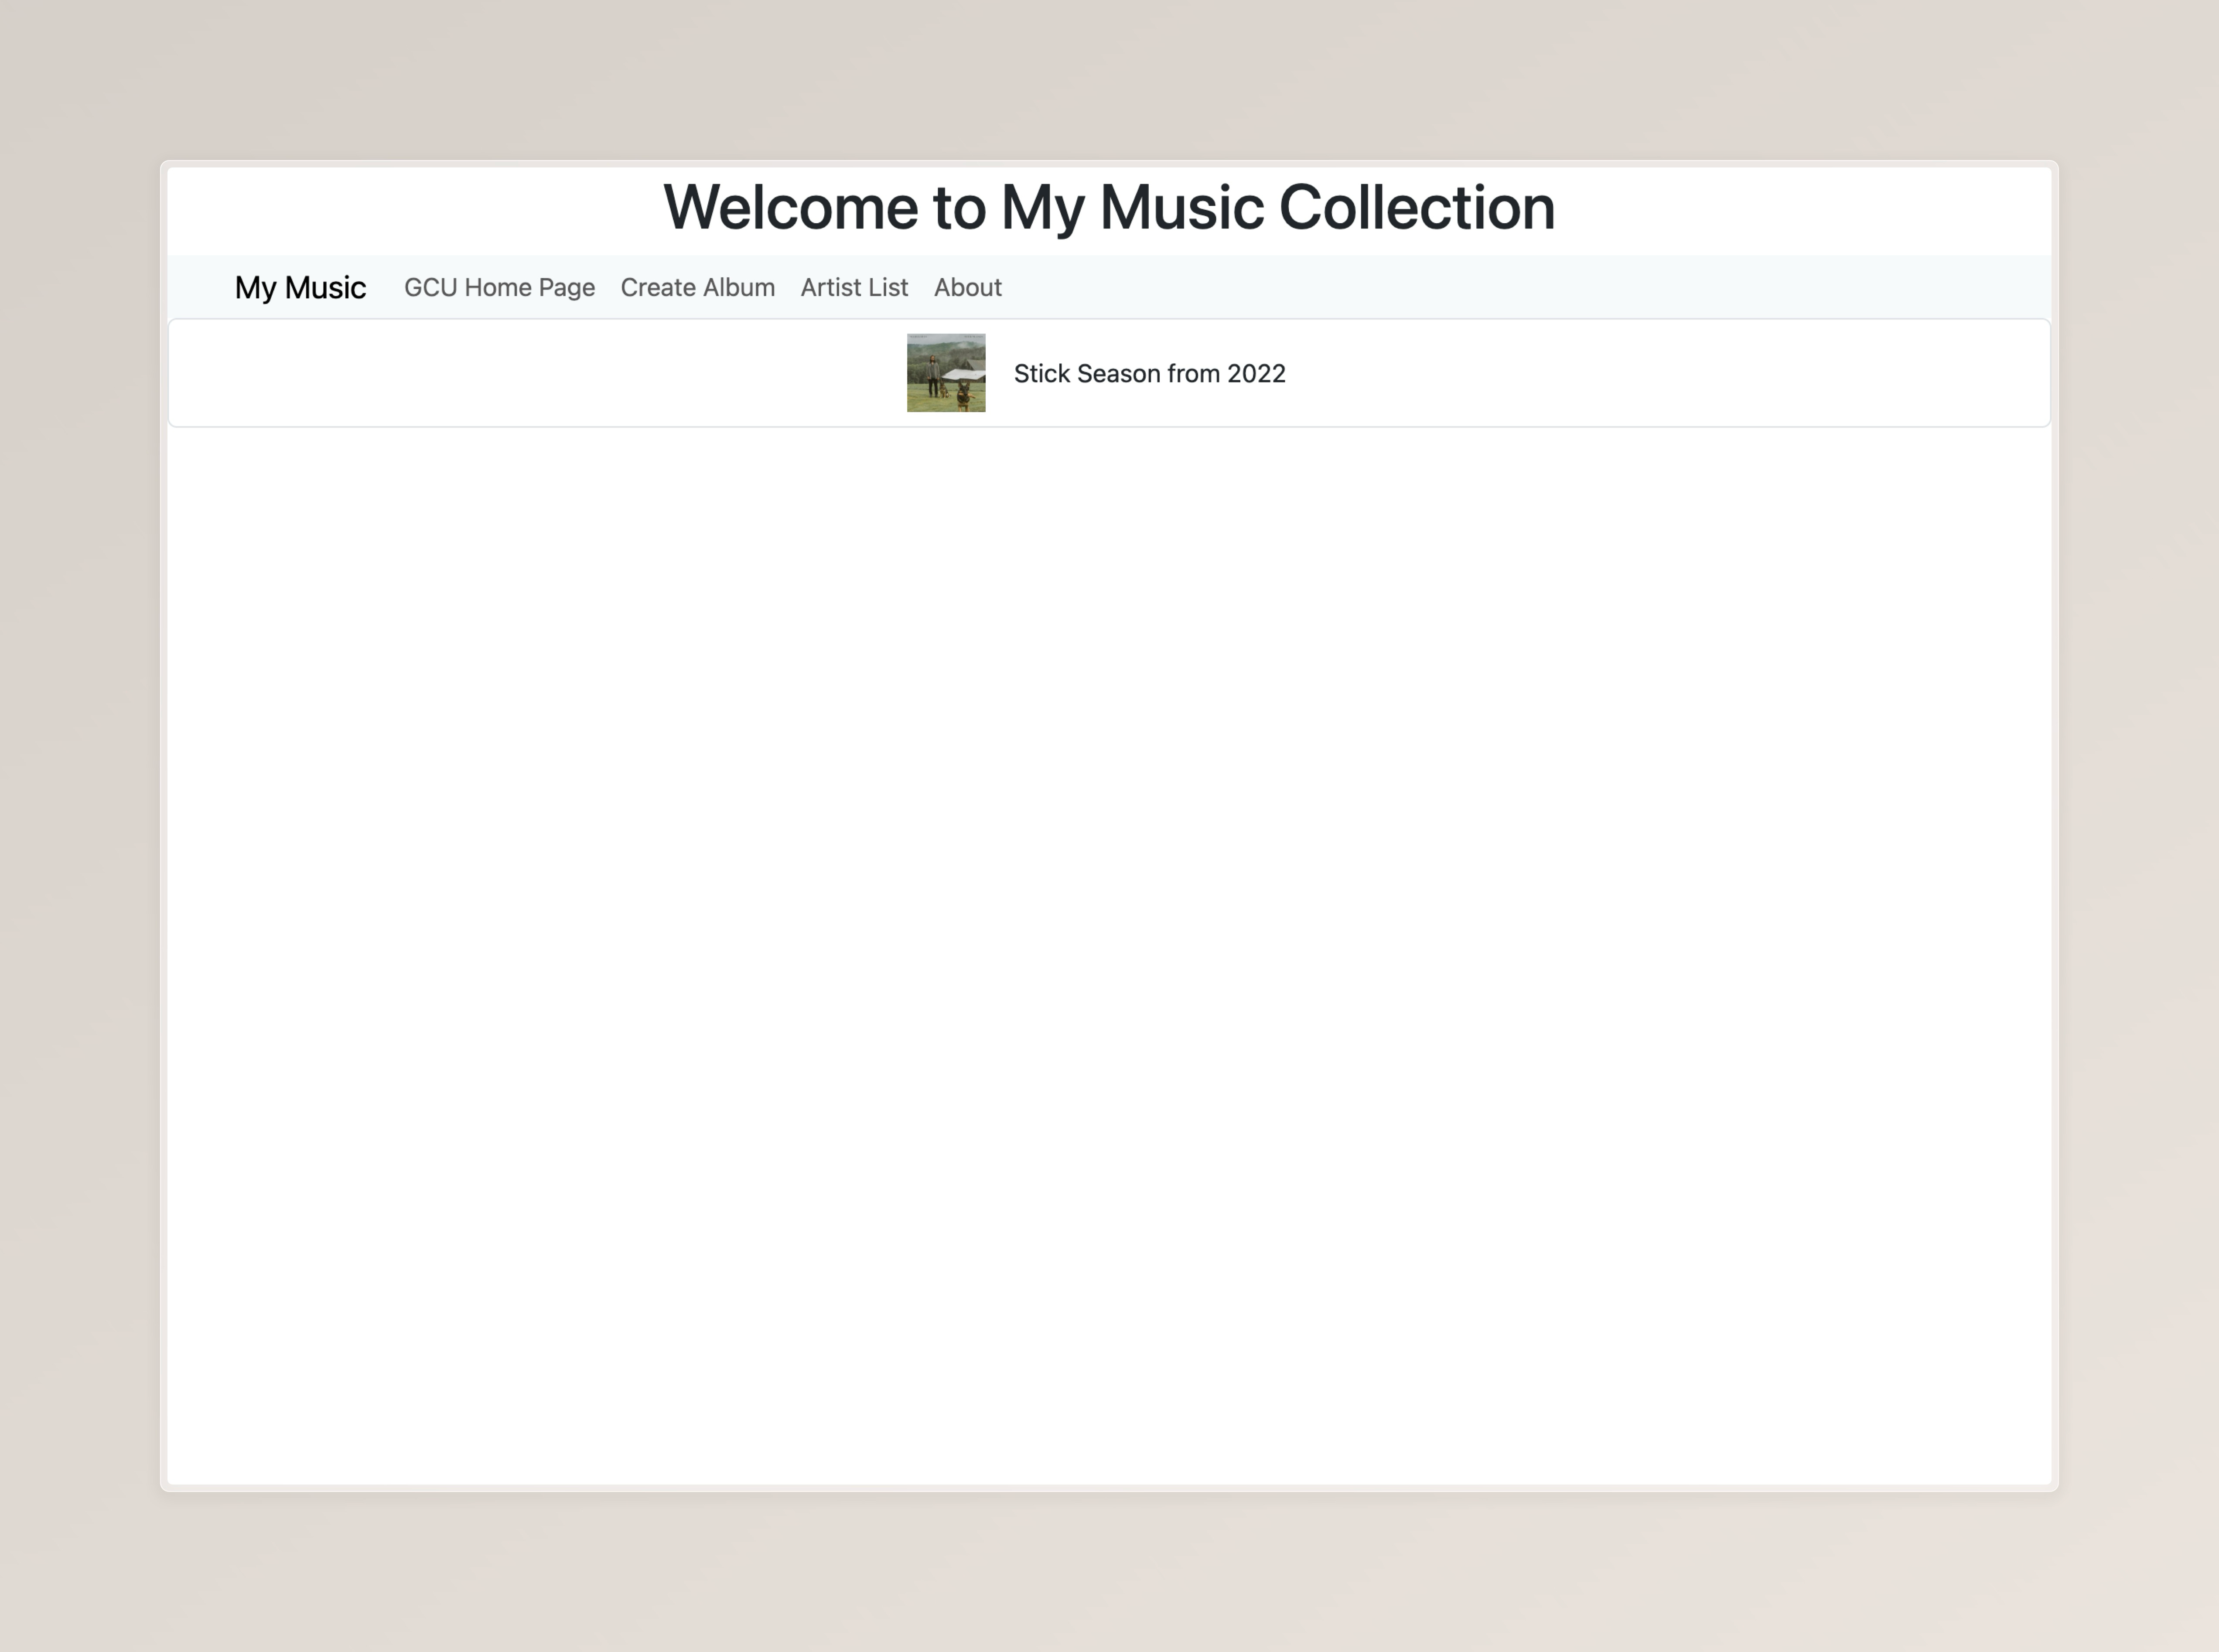 Welcome to My Music Collection
My Music GCU Home Page Create Album Artist List About
Stick Season from 2022